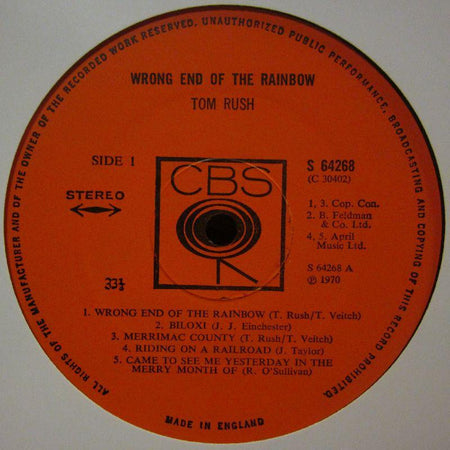 ALL RIGHTS OF THE MANUFACTURER AND OF THE OWNER OF THE RECORDED WORK RESERVED. UNAUTHORIZED PUBLIC PERFORMANCE, BROADCASTING AND COPYING OF THIS RECORD PROHIBITED.
WRONG END OF THE RAINBOW
TOM RUSH
SIDE 1
S 64268
(C 30402)
CBS
STEREO
1, 3. Cop. Con.
2. B. Feldman
& Co. Ltd.
4, 5. April
Music Ltd.
33⅓
S 64268 A
℗ 1970
1. WRONG END OF THE RAINBOW (T. Rush/T. Veitch)
2. BILOXI (J. J. Einchester)
3. MERRIMAC COUNTY (T. Rush/T. Veitch)
4. RIDING ON A RAILROAD (J. Taylor)
5. CAME TO SEE ME YESTERDAY IN THE
MERRY MONTH OF (R. O'Sullivan)
MADE IN ENGLAND